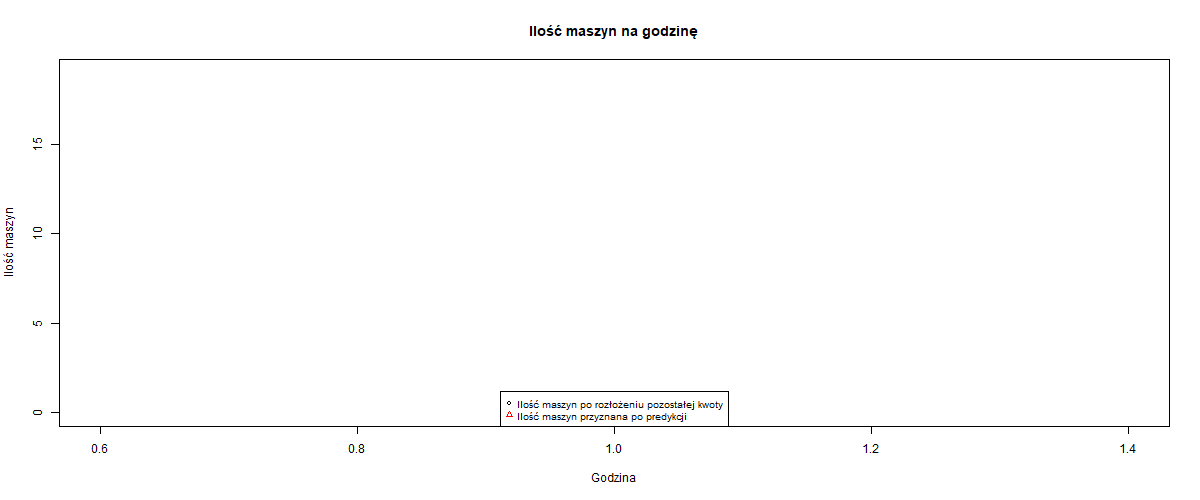 Ilość maszyn na godzinę
15
10
5
0
Ilość maszyn
Ilość maszyn po rozłożeniu pozostałej kwoty
Ilość maszyn przyznana po predykcji
0.6 0.8 1.0 1.2 1.4
Godzina